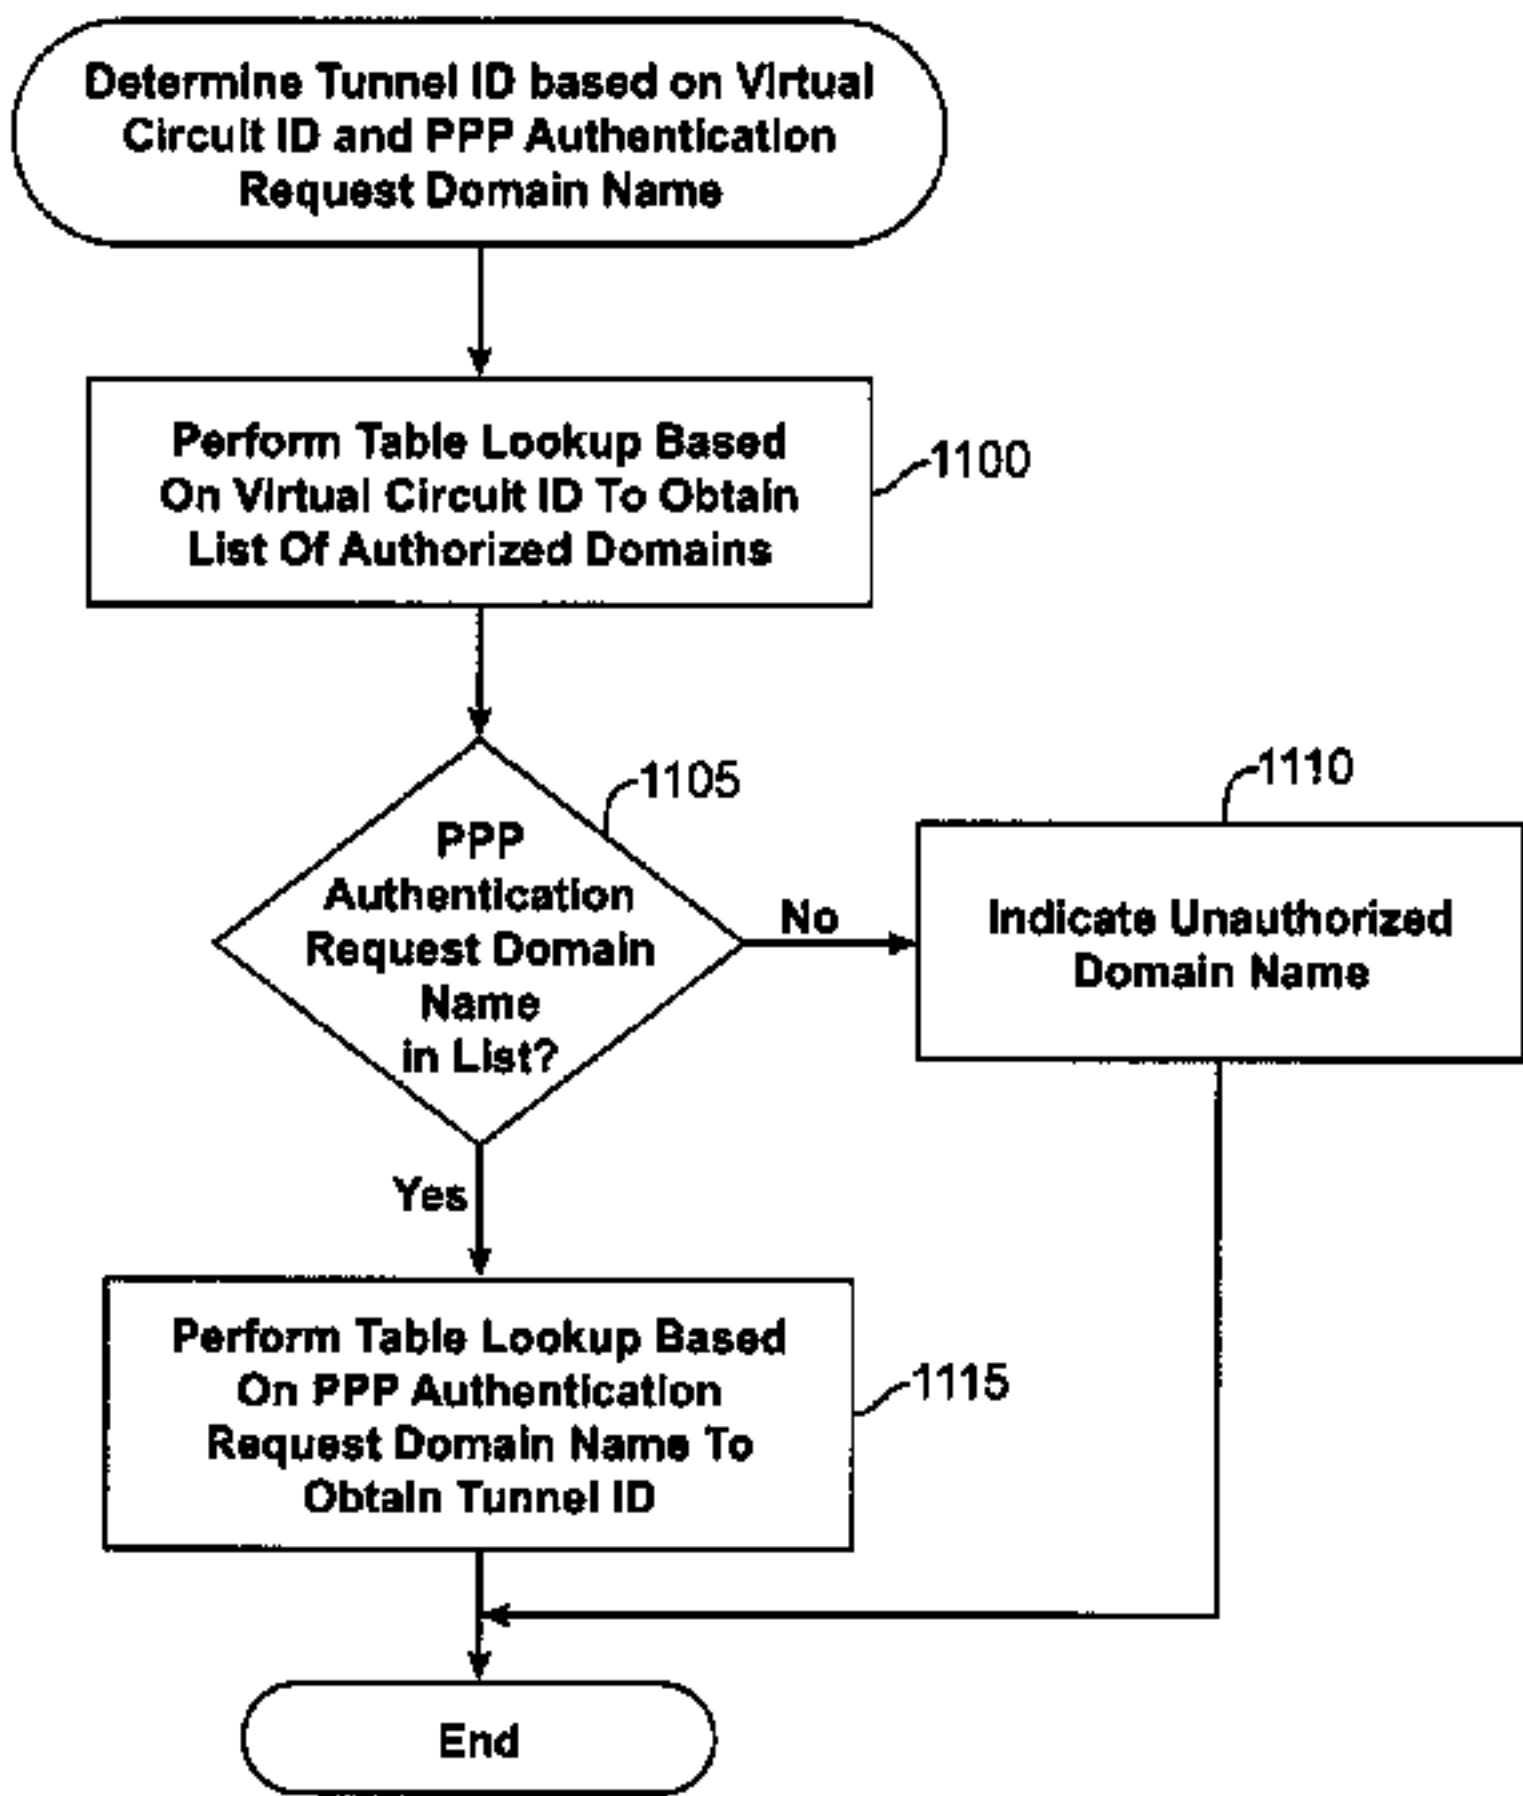 Determine Tunnel ID based on Virtual
Circuit ID and PPP Authentication
Request Domain Name
Perform Table Lookup Based
On Virtual Circuit ID To Obtain
List Of Authorized Domains
1100
1105
PPP
Authentication
Request Domain
Name
in List?
No
1110
Indicate Unauthorized
Domain Name
Yes
Perform Table Lookup Based
On PPP Authentication
Request Domain Name To
Obtain Tunnel ID
1115
End